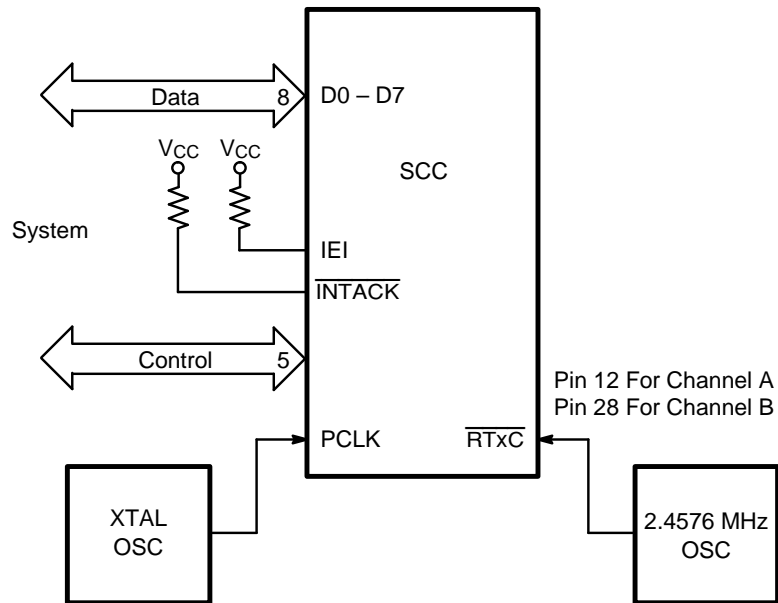 Data 8
D0 – D7
VCC
VCC
SCC
System
IEI
INTACK
Control 5
Pin 12 For Channel A
Pin 28 For Channel B
PCLK
RTxC
XTAL
OSC
2.4576 MHz
OSC